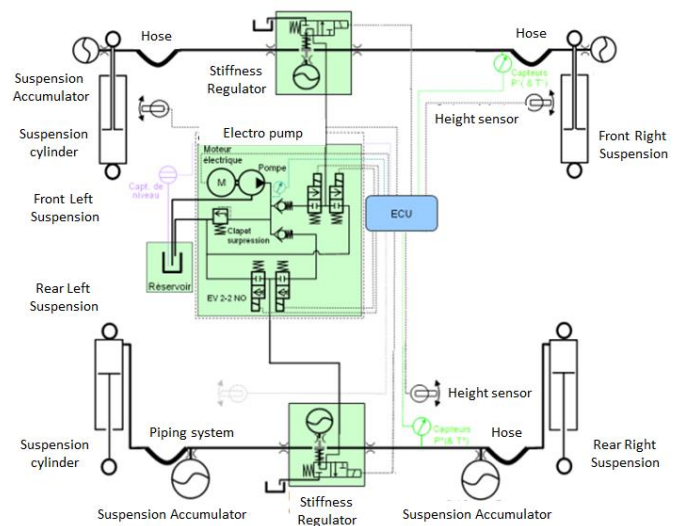 Hose
Hose
Suspension
Accumulator
Stiffness
Regulator
Capteurs
P°( & T°)
Suspension
cylinder
Electro pump
Height sensor
Front Right
Suspension
Moteur
électrique
Pompe
M
Capt. de
niveau
Front Left
Suspension
ECU
Clapet
surpression
Réservoir
EV 2-2 NO
Rear Left
Suspension
Height sensor
Suspension
cylinder
Piping system
Capteurs
P°(& T°)
Hose
Rear Right
Suspension
Suspension Accumulator
Stiffness
Regulator
Suspension Accumulator